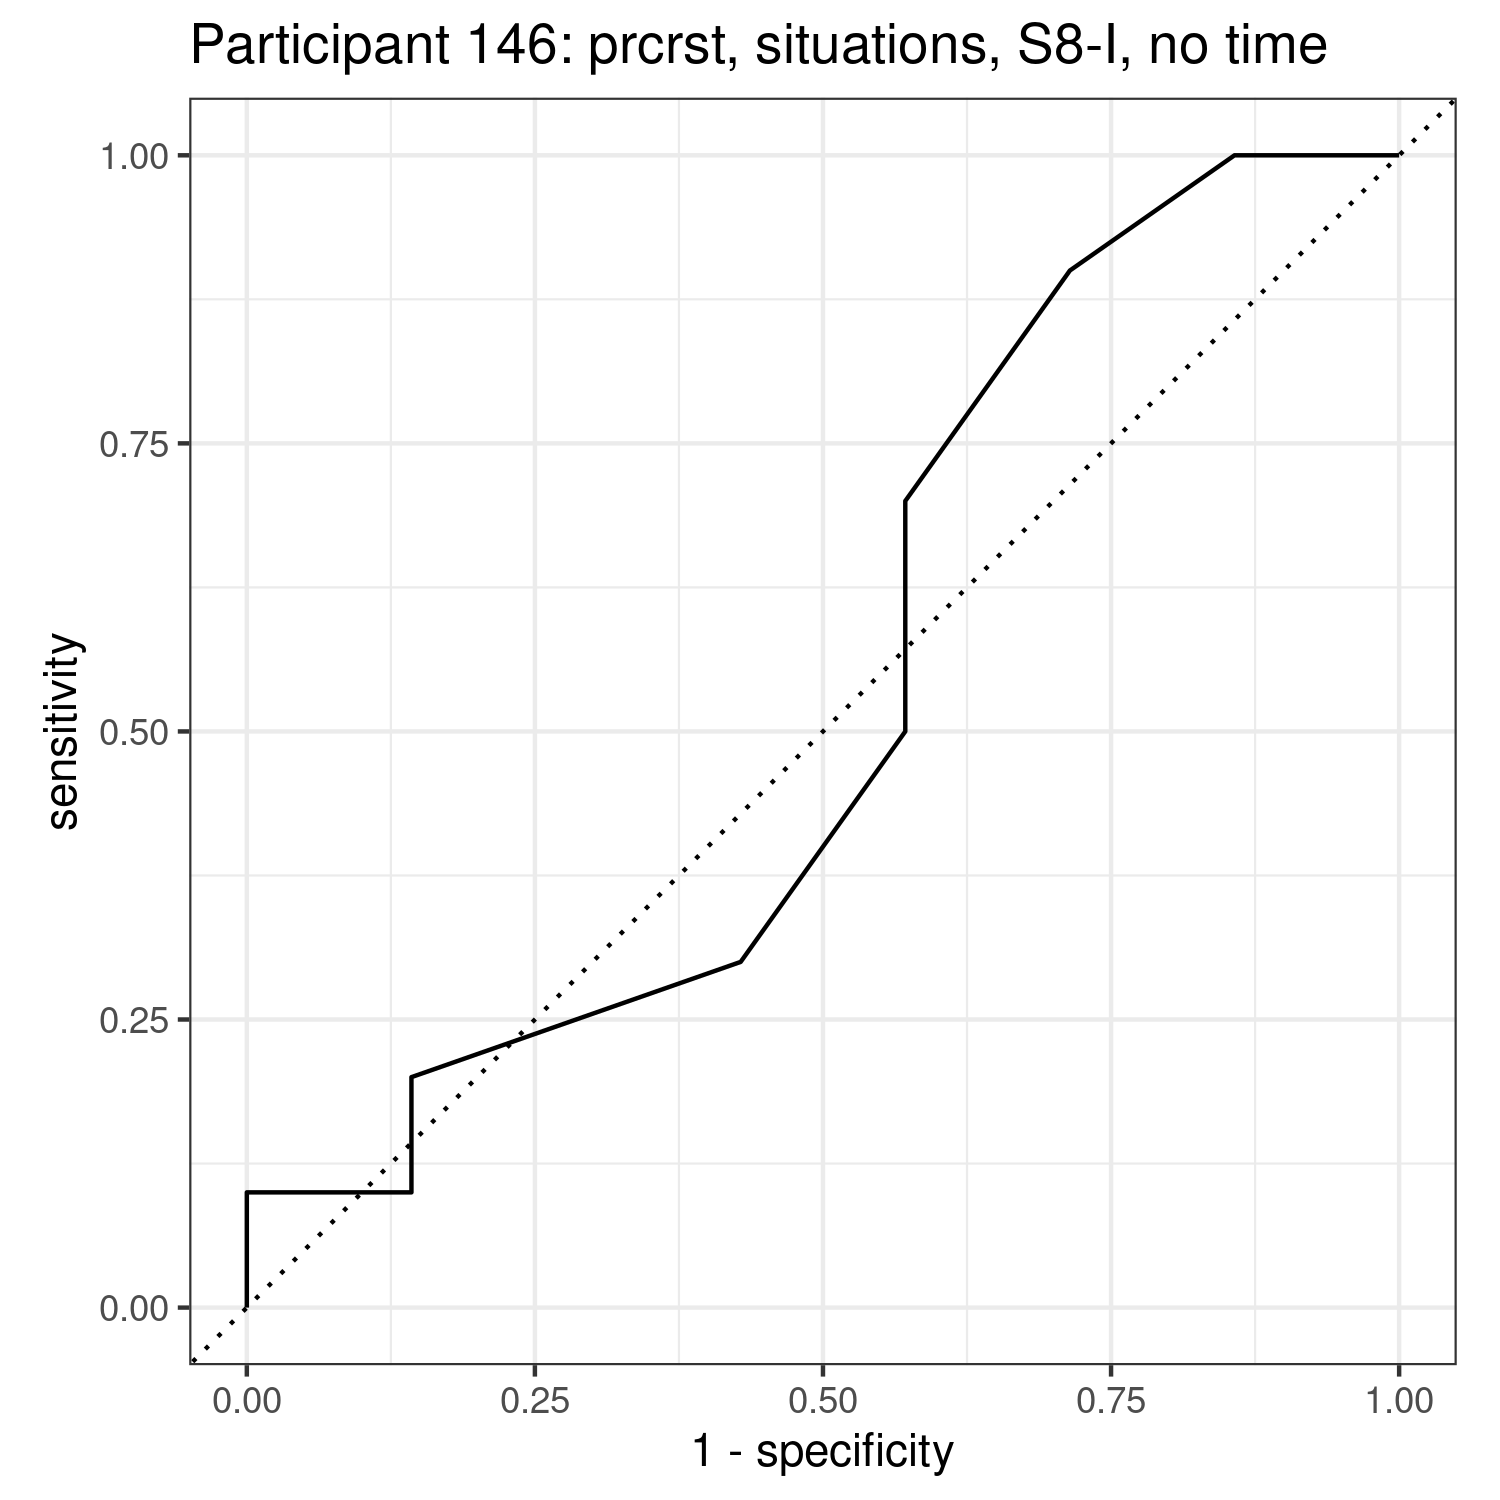 Participant 146: prcrst, situations, S8-I, no time
1.00
0.75
0.50
0.25
0.00
sensitivity
0.00 0.25 0.50 0.75 1.00
1 - specificity